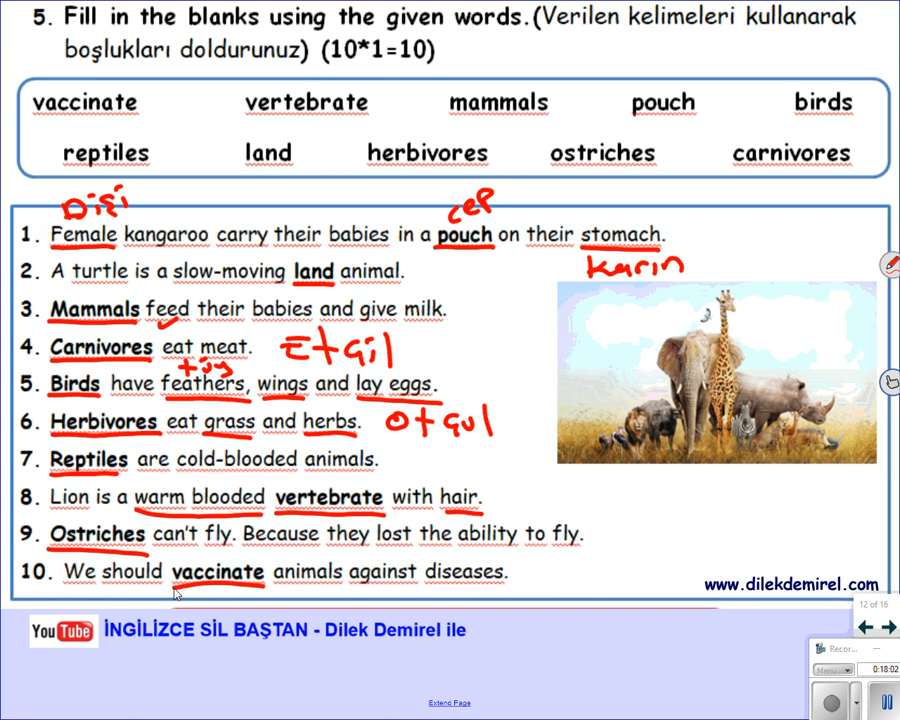 5. Fill in the blanks using the given words.(Verilen kelimeleri kullanarak
boşlukları doldurunuz) (10*1=10)
vaccinate vertebrate mammals pouch birds
reptiles land herbivores ostriches carnivores
Dişi cep
1. Female kangaroo carry their babies in a pouch on their stomach.
karın
2. A turtle is a slow-moving land animal.
3. Mammals feed their babies and give milk.
4. Carnivores eat meat. Etçil
tüy
5. Birds have feathers, wings and lay eggs.
6. Herbivores eat grass and herbs. Otçul
7. Reptiles are cold-blooded animals.
8. Lion is a warm blooded vertebrate with hair.
9. Ostriches can't fly. Because they lost the ability to fly.
10. We should vaccinate animals against diseases.
www.dilekdemirel.com
12 of 16
YouTube İNGİLİZCE SİL BAŞTAN - Dilek Demirel ile
Recor...
Menu
0:18:02
Extend Page